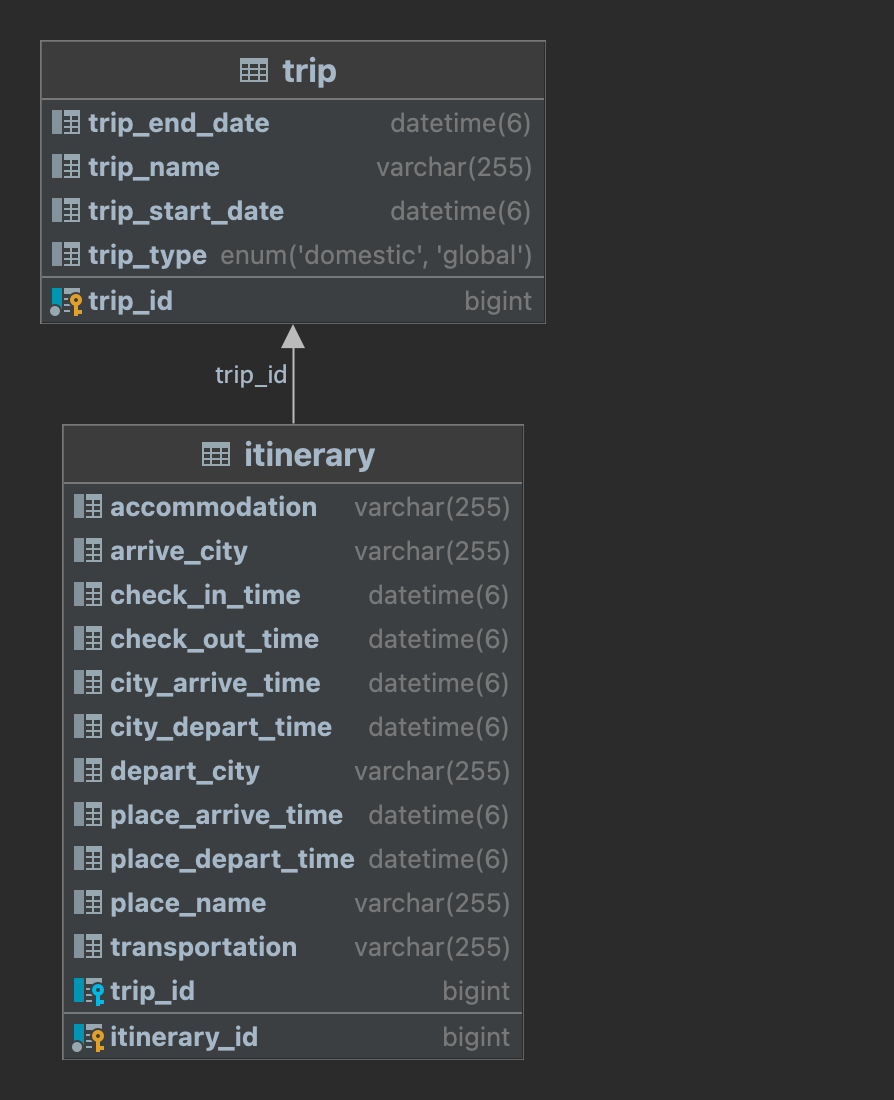 trip
trip_end_date datetime(6)
trip_name varchar(255)
trip_start_date datetime(6)
trip_type enum('domestic', 'global')
trip_id bigint
trip_id
itinerary
accommodation varchar(255)
arrive_city varchar(255)
check_in_time datetime(6)
check_out_time datetime(6)
city_arrive_time datetime(6)
city_depart_time datetime(6)
depart_city varchar(255)
place_arrive_time datetime(6)
place_depart_time datetime(6)
place_name varchar(255)
transportation varchar(255)
trip_id bigint
itinerary_id bigint